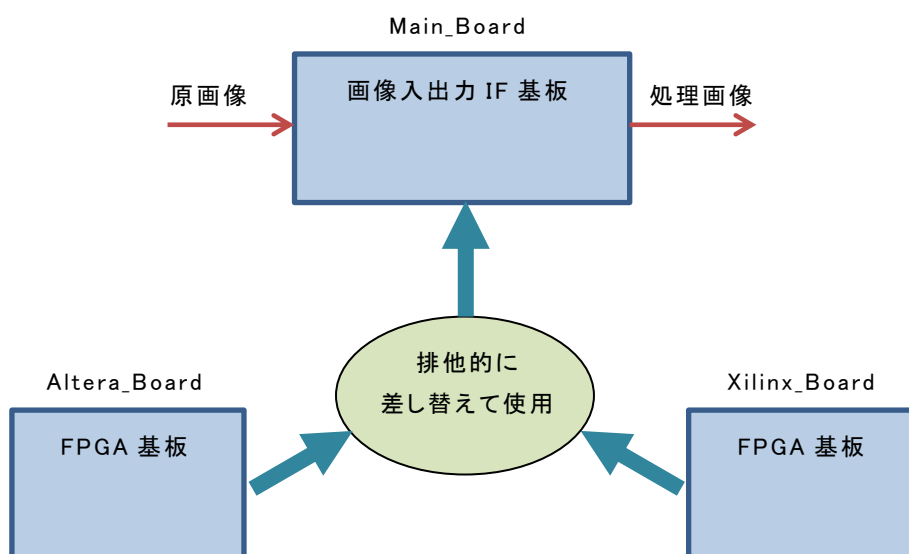 Main_Board
画像入出力 IF 基板
原画像
処理画像
排他的に
差し替えて使用
Altera_Board
Xilinx_Board
FPGA 基板
FPGA 基板